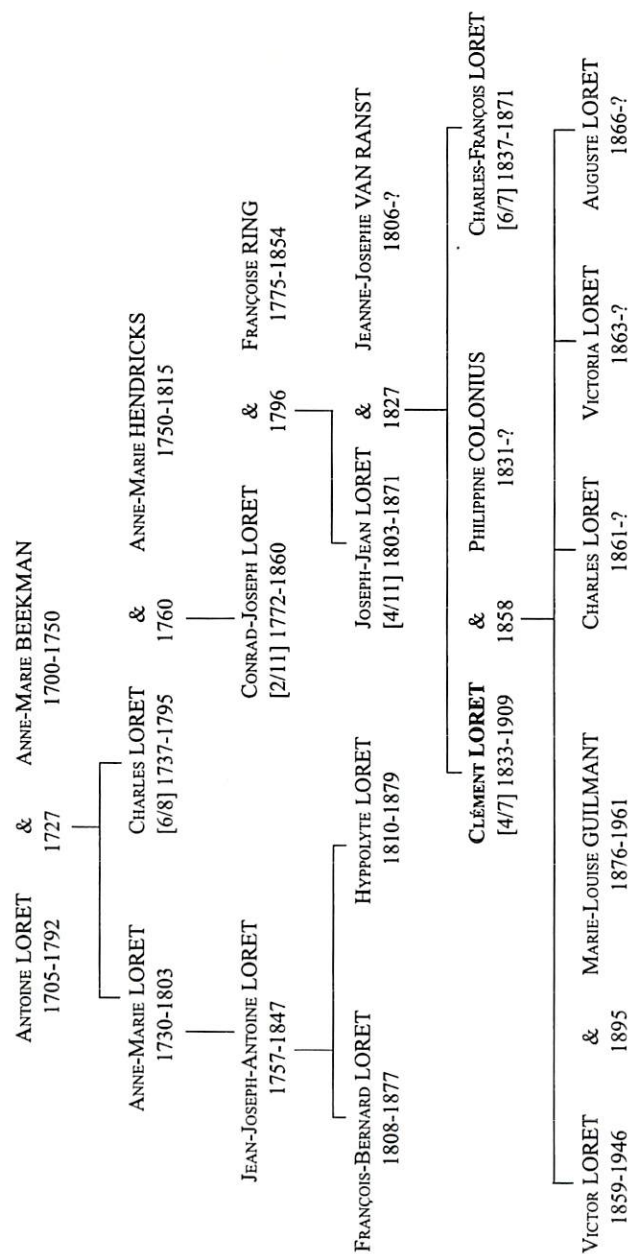 ANTOINE LORET & ANNE-MARIE BEEKMAN
1705-1792 1727 1700-1750
ANNE-MARIE LORET CHARLES LORET & ANNE-MARIE HENDRICKS
1730-1803 [6/8] 1737-1795 1760 1750-1815
JEAN-JOSEPH-ANTOINE LORET CONRAD-JOSEPH LORET & FRANÇOISE RING
1757-1847 [2/11] 1772-1860 1796 1775-1854
FRANÇOIS-BERNARD LORET HYPPOLYTE LORET JOSEPH-JEAN LORET & JEANNE-JOSEPHE VAN RANST
1808-1877 1810-1879 [4/11] 1803-1871 1827 1806-?
CLÉMENT LORET & PHILIPPINE COLONIUS CHARLES-FRANÇOIS LORET
[4/7] 1833-1909 1858 1831-? [6/7] 1837-1871
VICTOR LORET & MARIE-LOUISE GUILMANT CHARLES LORET VICTORIA LORET AUGUSTE LORET
1859-1946 1895 1876-1961 1861-? 1863-? 1866-?